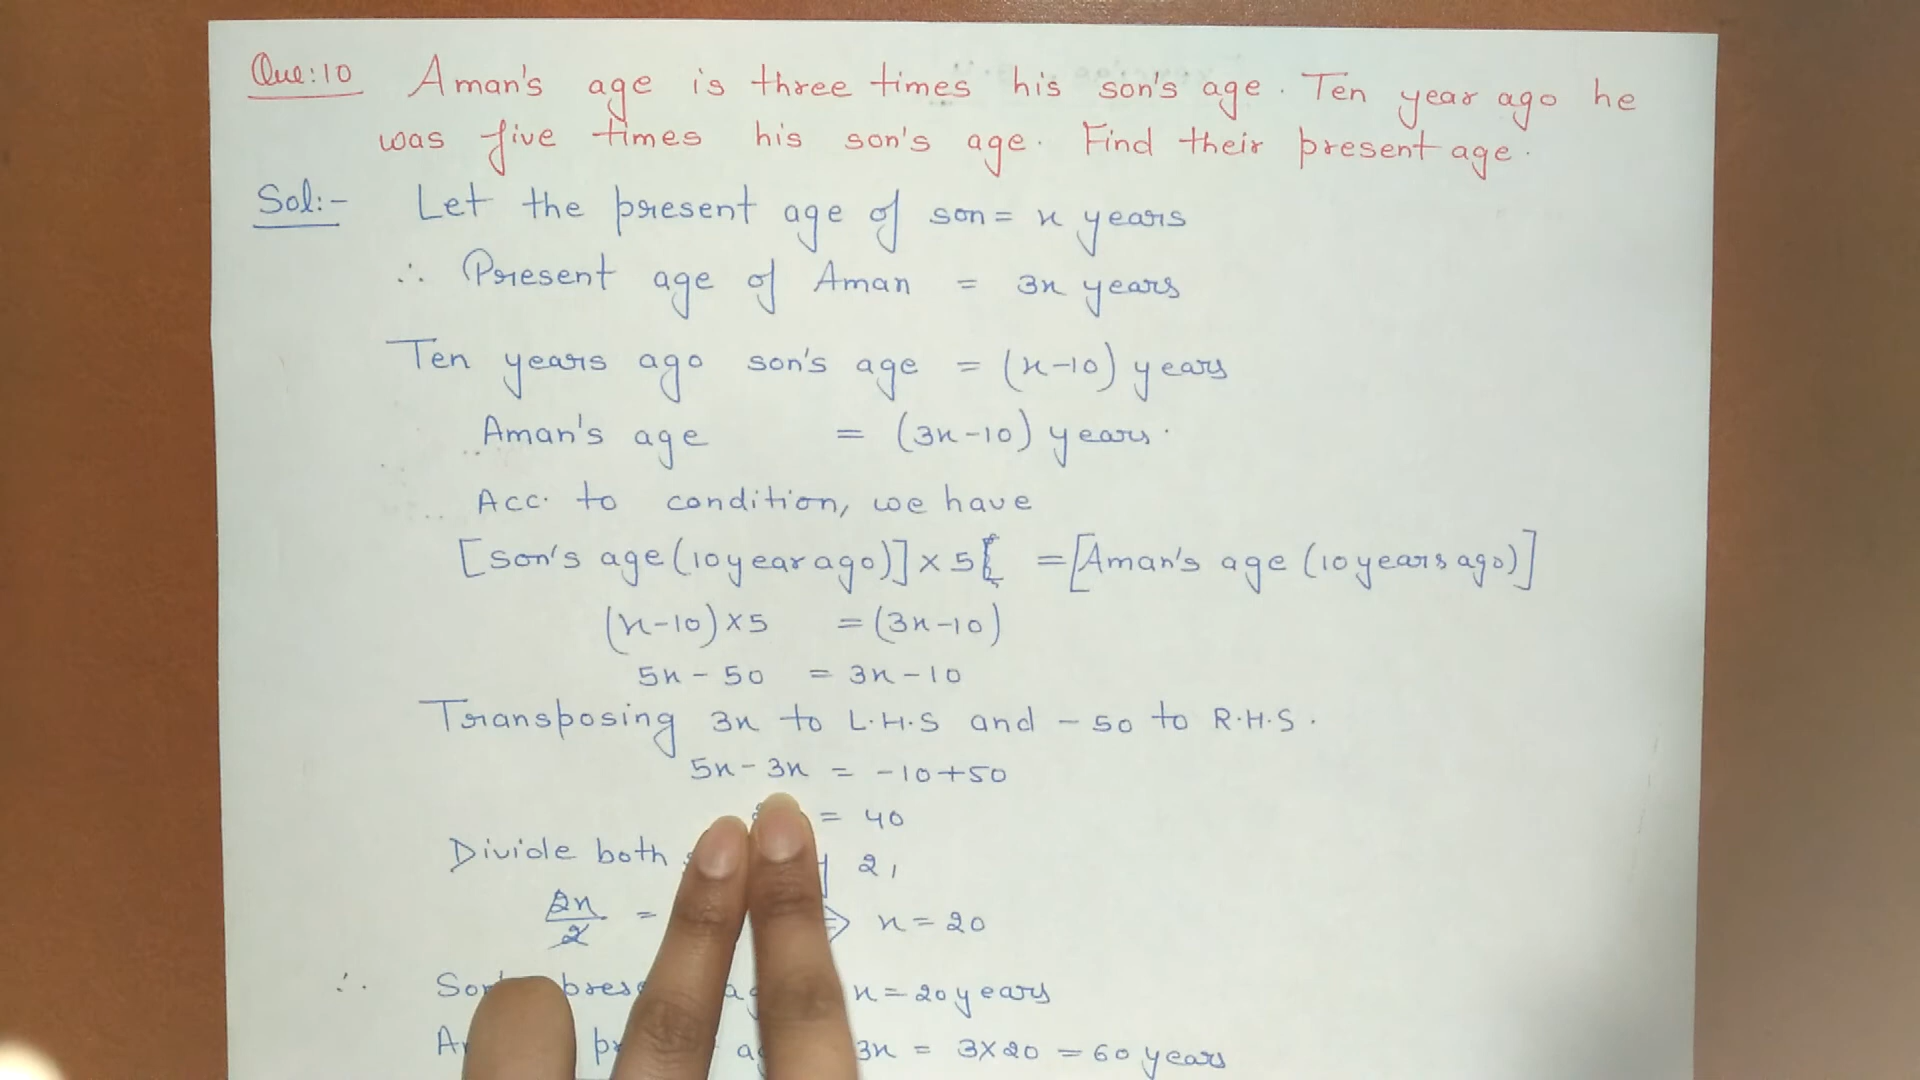 Que:10 Aman's age is three times his son's age. Ten year ago he
was five times his son's age. Find their present age.
Sol:- Let the present age of son = x years
∴ Present age of Aman = 3x years
Ten years ago son's age = (x-10) years
Aman's age = (3x-10) years.
Acc. to condition, we have
[son's age (10 year ago)] × 5 = [Aman's age (10 years ago)]
(x-10) × 5 = (3x-10)
5x - 50 = 3x - 10
Transposing 3x to L.H.S and - 50 to R.H.S.
5x - 3x = -10+50
= 40
Divide both 2,
2x/2 = ⇒ x = 20
∴ x = 20 years
3x = 3×20 = 60 years